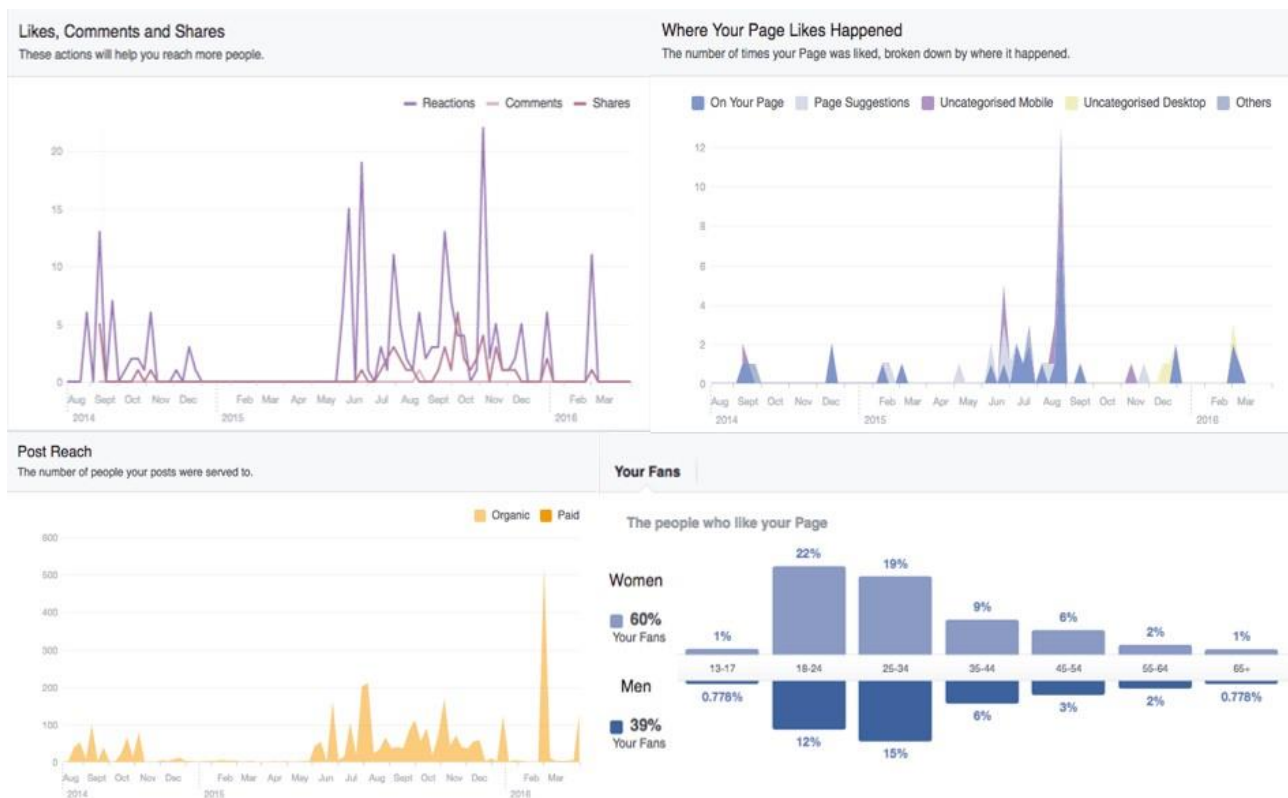 Likes, Comments and Shares
These actions will help you reach more people.
Reactions Comments Shares
20
15
10
5
0
Aug Sept Oct Nov Dec Feb Mar Apr May Jun Jul Aug Sept Oct Nov Dec Feb Mar
2014 2015 2016
Where Your Page Likes Happened
The number of times your Page was liked, broken down by where it happened.
On Your Page Page Suggestions Uncategorised Mobile Uncategorised Desktop Others
12
10
8
6
4
2
0
Aug Sept Oct Nov Dec Feb Mar Apr May Jun Jul Aug Sept Oct Nov Dec Feb Mar
2014 2015 2016
Post Reach
The number of people your posts were served to.
Organic Paid
600
500
400
300
200
100
0
Aug Sept Oct Nov Dec Feb Mar Apr May Jun Jul Aug Sept Oct Nov Dec Feb Mar
2014 2015 2016
Your Fans
The people who like your Page
Women
60%
Your Fans
1% 22% 19% 9% 6% 2% 1%
13-17 18-24 25-34 35-44 45-54 55-64 65+
Men
39%
Your Fans
0.778% 12% 15% 6% 3% 2% 0.778%